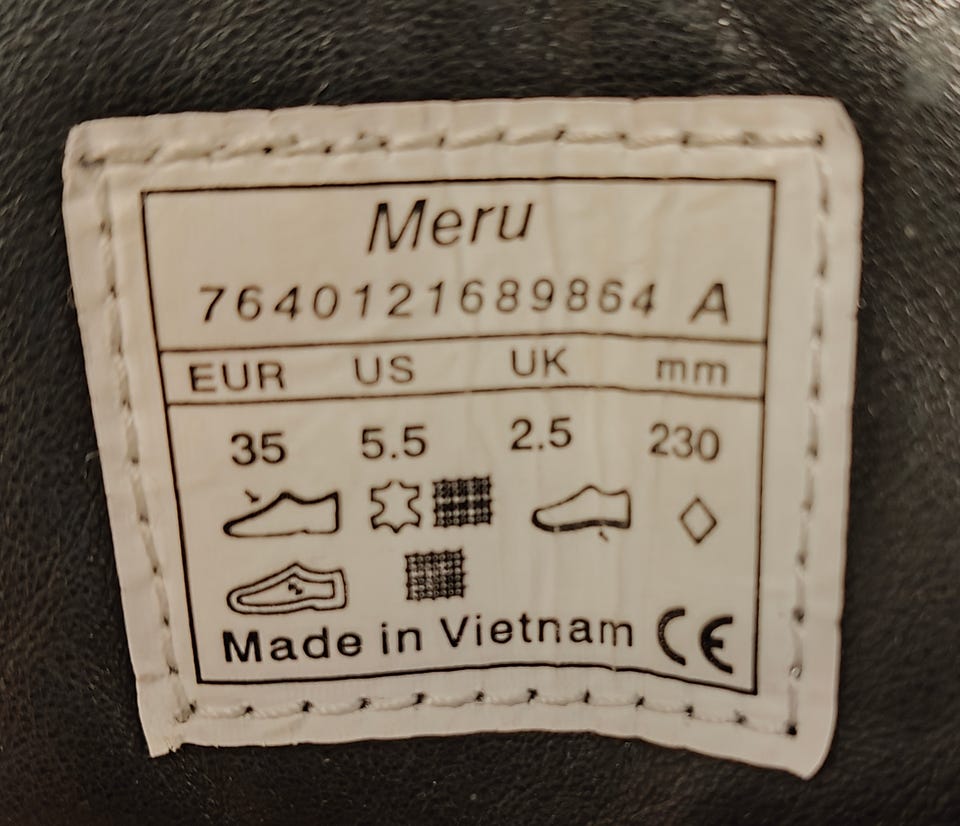 Meru
7640121689864 A
EUR US UK mm
35 5.5 2.5 230
Made in Vietnam CE